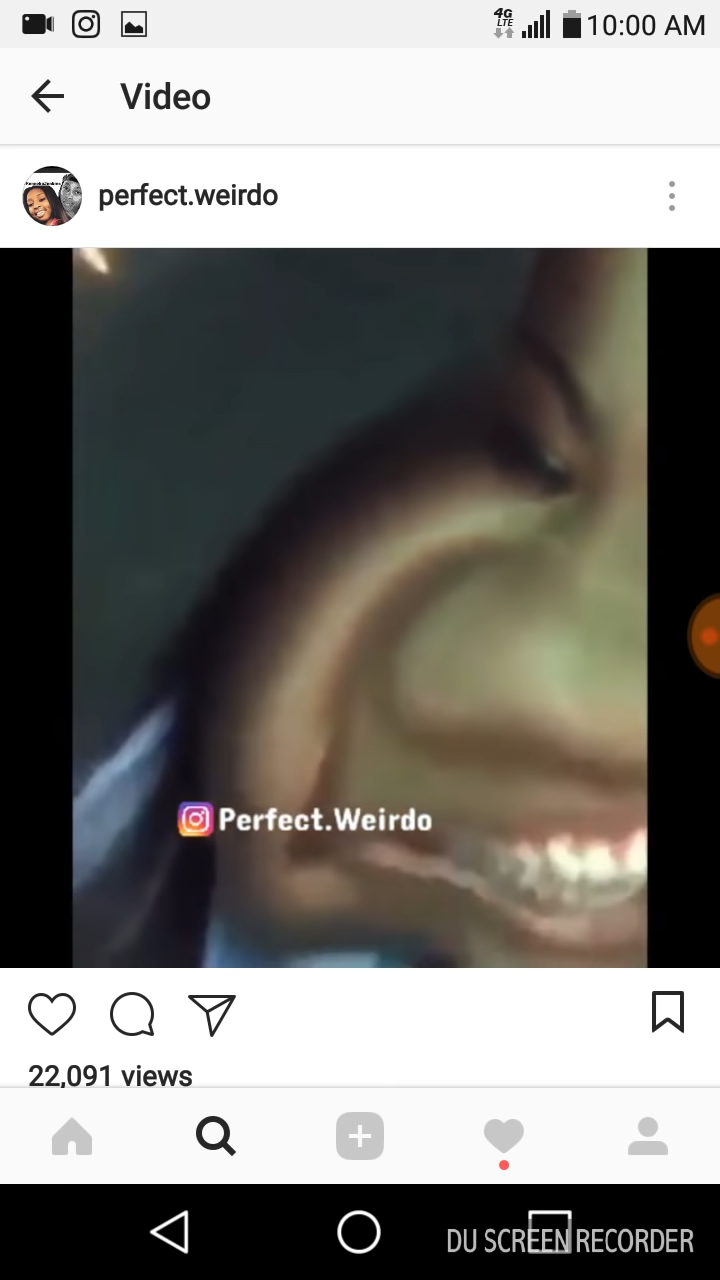 4G
LTE
10:00 AM
Video
perfect.weirdo
Perfect.Weirdo
22,091 views
DU SCREEN RECORDER